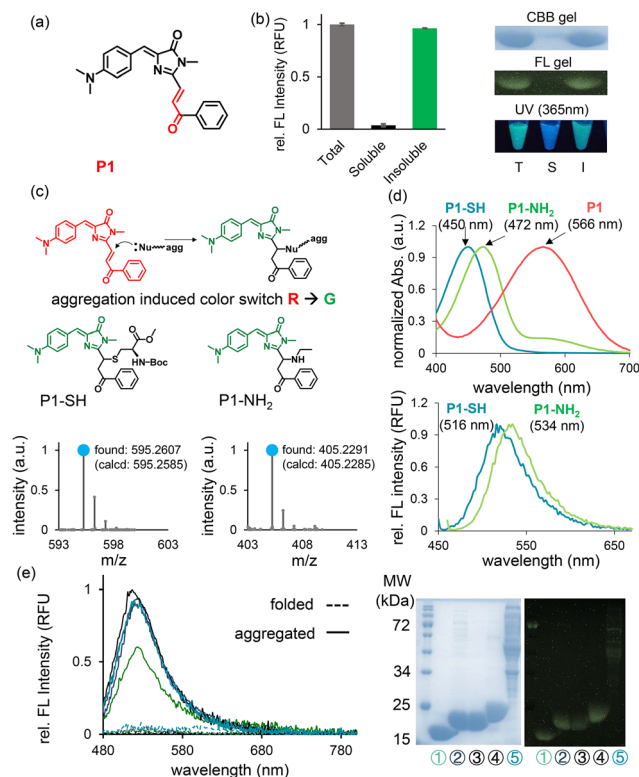 (a)
N
O
N
N
O
P1
(b)
rel. FL Intensity (RFU)
1
0.5
0
Total
Soluble
Insoluble
CBB gel
FL gel
UV (365nm)
T S I
(c)
N
O
N
N
O
:Nu
agg
N
O
N
N
Nu
agg
O
aggregation induced color switch R → G
N
O
N
N
S
O
O
HN-Boc
O
P1-SH
N
O
N
N
HN
O
P1-NH2
intensity (a.u.)
1
0.5
0
found: 595.2607
(calcd: 595.2585)
593 598 603
m/z
intensity (a.u.)
1
0.5
0
found: 405.2291
(calcd: 405.2285)
403 408 413
m/z
(d)
P1-SH
(450 nm)
P1-NH2
(472 nm)
P1
(566 nm)
normalized Abs. (a.u.)
1.2
0.9
0.6
0.3
0.0
400 500 600 700
wavelength (nm)
P1-SH
(516 nm)
P1-NH2
(534 nm)
rel. FL intensity (RFU)
1.2
0.9
0.6
0.3
0.0
450 550 650
wavelength (nm)
(e)
rel. FL Intensity (RFU
1
0.5
0
folded
aggregated
480 580 680 780
wavelength (nm)
MW
(kDa)
72
34
25
15
① ② ③ ④ ⑤
① ② ③ ④ ⑤